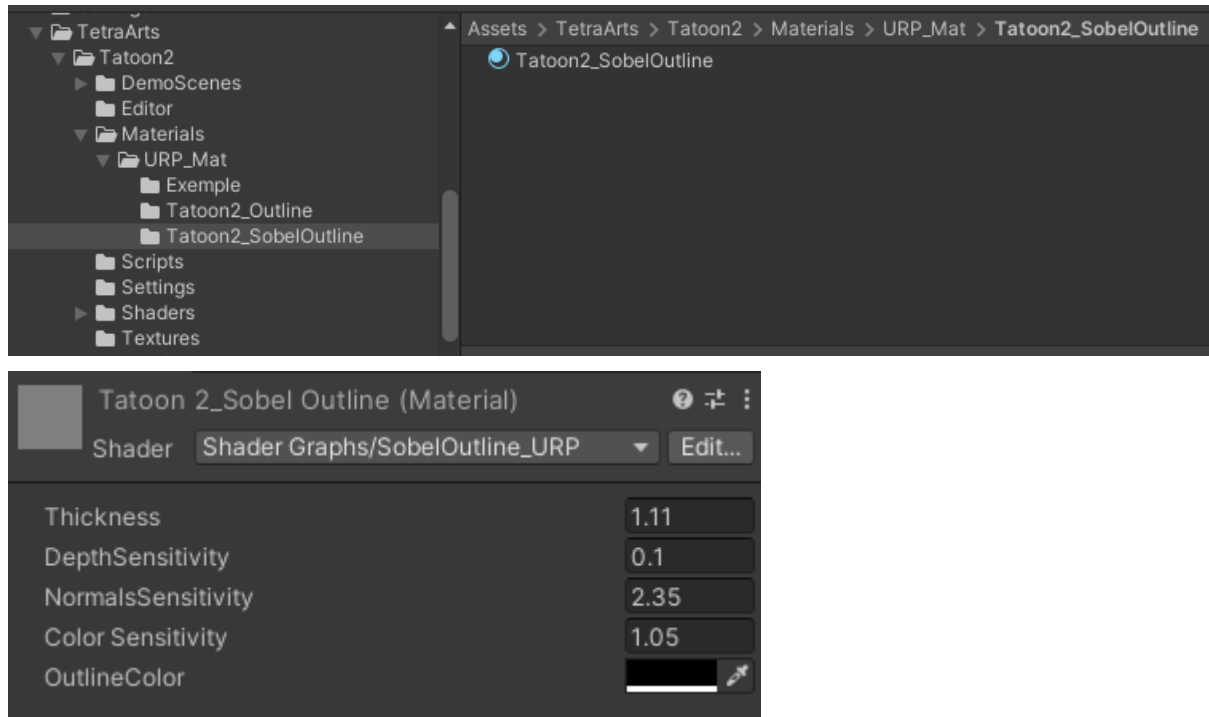 TetraArts
Assets > TetraArts > Tatoon2 > Materials > URP_Mat > Tatoon2_SobelOutline
Tatoon2
Tatoon2_SobelOutline
DemoScenes
Editor
Materials
URP_Mat
Exemple
Tatoon2_Outline
Tatoon2_SobelOutline
Scripts
Settings
Shaders
Textures
Tatoon 2_Sobel Outline (Material)
Shader Shader Graphs/SobelOutline_URP Edit...
Thickness 1.11
DepthSensitivity 0.1
NormalsSensitivity 2.35
Color Sensitivity 1.05
OutlineColor